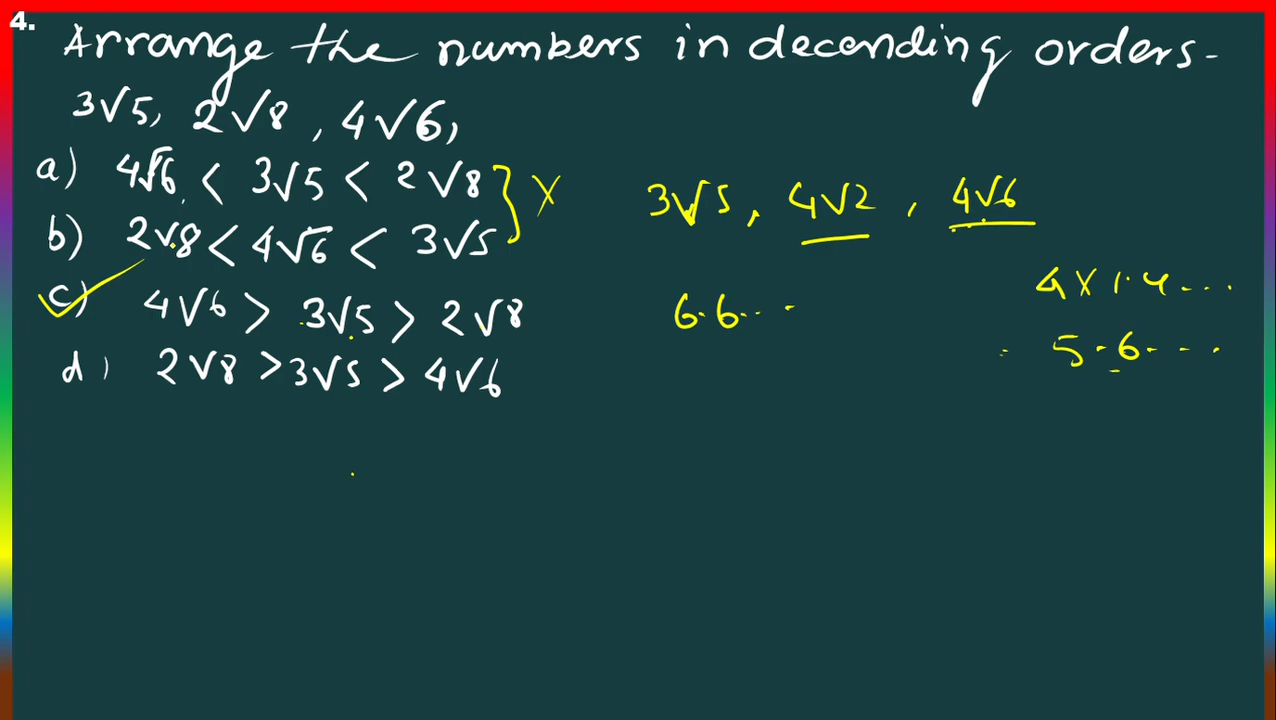 4.
Arrange the numbers in decending orders-
3√5, 2√8 , 4√6,
a) 4√6 < 3√5 < 2√8 } X
b) 2√8 < 4√6 < 3√5
c) 4√6 > 3√5 > 2√8
d) 2√8 > 3√5 > 4√6
3√5, 4√2 , 4√6
4 X 1.4...
6.6...
5.6...